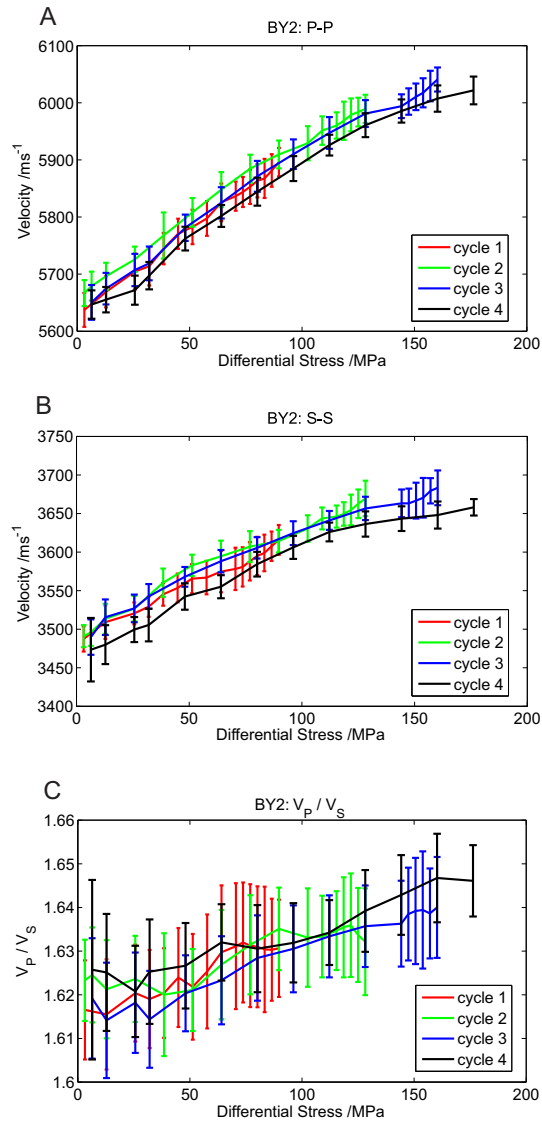 A
BY2: P-P
6100
6000
5900
5800
5700
5600
Velocity /ms⁻¹
0
50
100
150
200
Differential Stress /MPa
cycle 1
cycle 2
cycle 3
cycle 4
B
BY2: S-S
3750
3700
3650
3600
3550
3500
3450
3400
Velocity /ms⁻¹
0
50
100
150
200
Differential Stress /MPa
cycle 1
cycle 2
cycle 3
cycle 4
C
BY2: V_P / V_S
1.66
1.65
1.64
1.63
1.62
1.61
1.6
V_P / V_S
0
50
100
150
200
Differential Stress /MPa
cycle 1
cycle 2
cycle 3
cycle 4